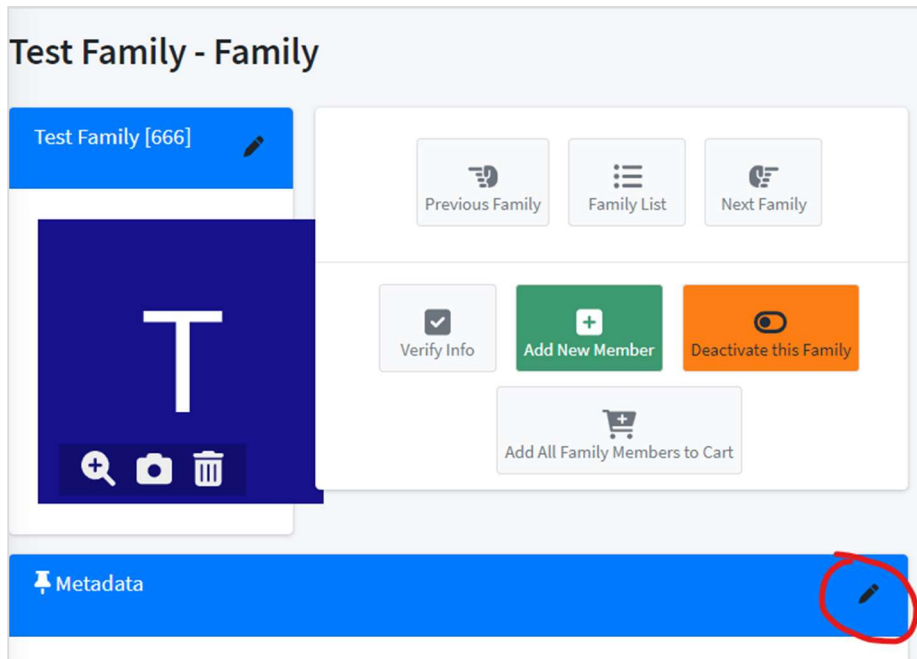 Test Family - Family
Test Family [666]
Previous Family
Family List
Next Family
T
Verify Info
Add New Member
Deactivate this Family
Add All Family Members to Cart
Metadata